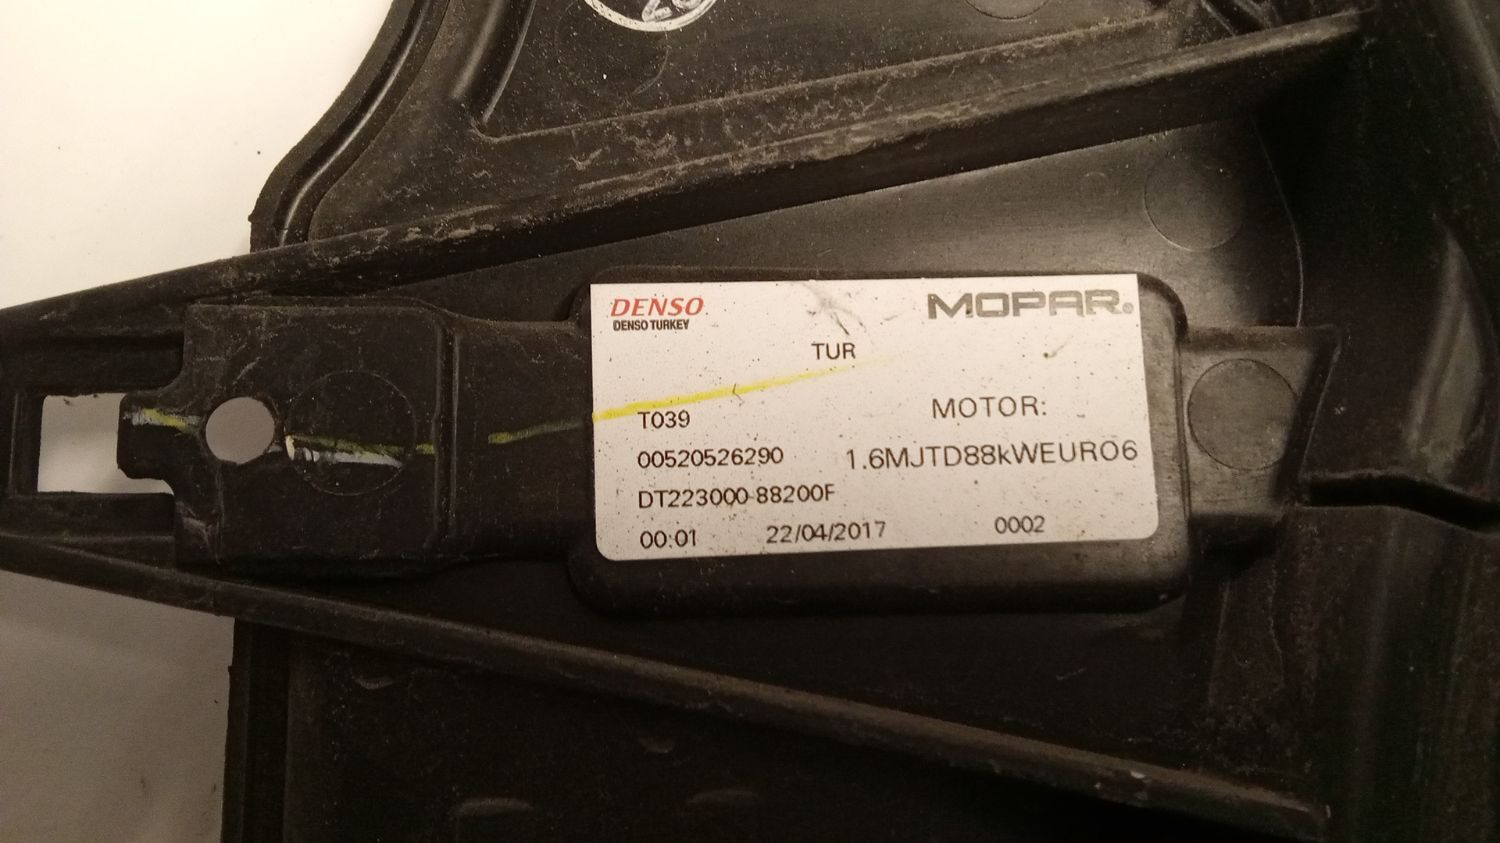 DENSO
DENSO TURKEY
MOPAR®
TUR
T039
MOTOR:
00520526290
1.6MJTD88kWEURO6
DT223000-88200F
00:01 22/04/2017 0002